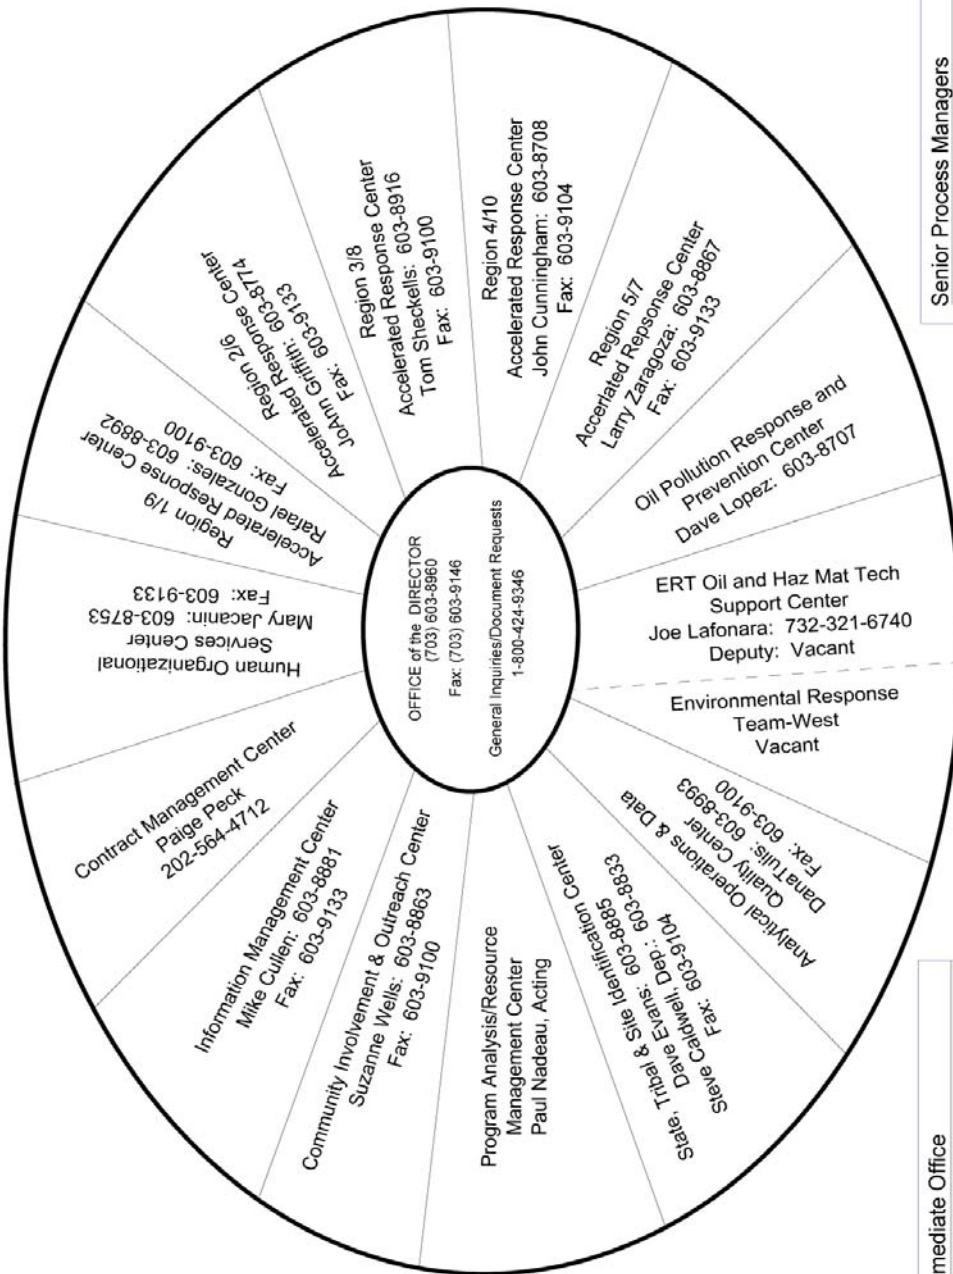 OFFICE of the DIRECTOR
(703) 603-8960
Fax: (703) 603-9146
General Inquiries/Document Requests
1-800-424-9346
Region 3/8
Accelerated Response Center
Tom Sheckells: 603-8916
Fax: 603-9100
Region 4/10
Accelerated Response Center
John Cunningham: 603-8708
Fax: 603-9104
Region 5/7
Accerlated Repsonse Center
Larry Zaragoza: 603-8867
Fax: 603-9133
Oil Pollution Response and
Prevention Center
Dave Lopez: 603-8707
ERT Oil and Haz Mat Tech
Support Center
Joe Lafonara: 732-321-6740
Deputy: Vacant
Environmental Response
Team-West
Vacant
Analytical Operations & Data
Quality Center
DanaTulis: 603-8993
Fax: 603-9100
State, Tribal & Site Identification Center
Dave Evans: 603-8885
Steve Caldwell, Dep.: 603-8833
Fax: 603-9104
Program Analysis/Resource
Management Center
Paul Nadeau, Acting
Community Involvement & Outreach Center
Suzanne Wells: 603-8863
Fax: 603-9100
Information Management Center
Mike Cullen: 603-8881
Fax: 603-9133
Contract Management Center
Paige Peck
202-564-4712
Human Organizational
Services Center
Mary Jacanin: 603-8753
Fax: 603-9133
Region 1/9
Accelerated Response Center
Rafael Gonzales: 603-8892
Fax: 603-9100
Region 2/6
Accelerated Response Center
JoAnn Griffith: 603-8774
Fax: 603-9133
Senior Process Managers
mediate Office